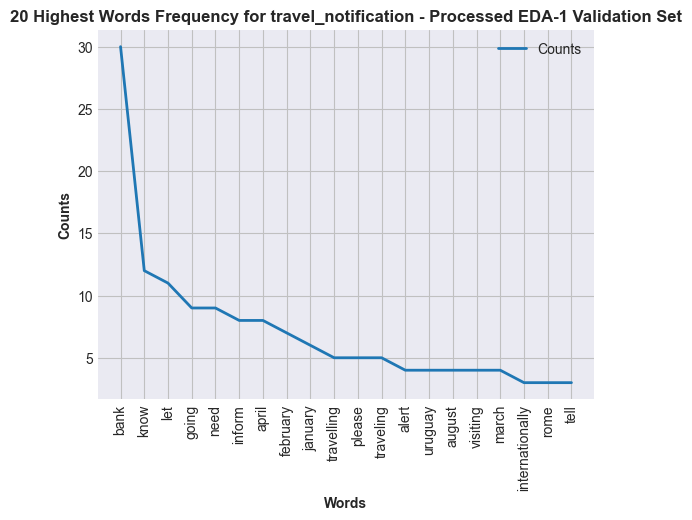 20 Highest Words Frequency for travel_notification - Processed EDA-1 Validation Set
Counts
30
25
20
15
10
5
Counts
bank
know
let
going
need
inform
april
february
january
travelling
please
traveling
alert
uruguay
august
visiting
march
internationally
rome
tell
Words